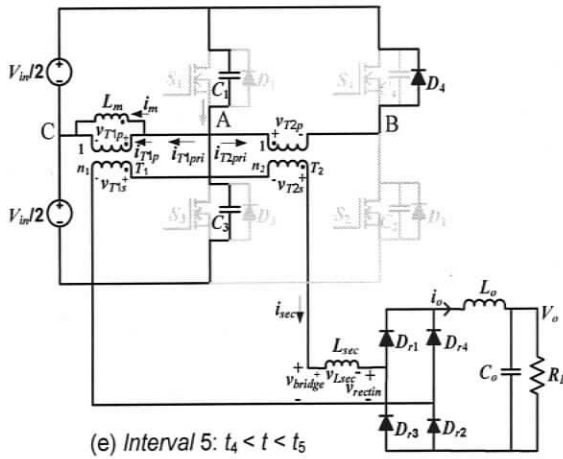 V_in/2
S_1
C_1
D_1
S_4
D_4
L_m
i_m
C
A
B
v_T1p
v_T2p
1
i_T1p
i_T1pri
i_T2pri
1
n_1
T_1
n_2
T_2
v_T1s
v_T2s
V_in/2
S_3
C_3
D_3
S_2
i_sec
L_sec
v_bridge
v_Lsec
v_rectin
i_o
L_o
V_o
D_r1
D_r4
C_o
R_L
D_r3
D_r2
(e) Interval 5: t_4 < t < t_5